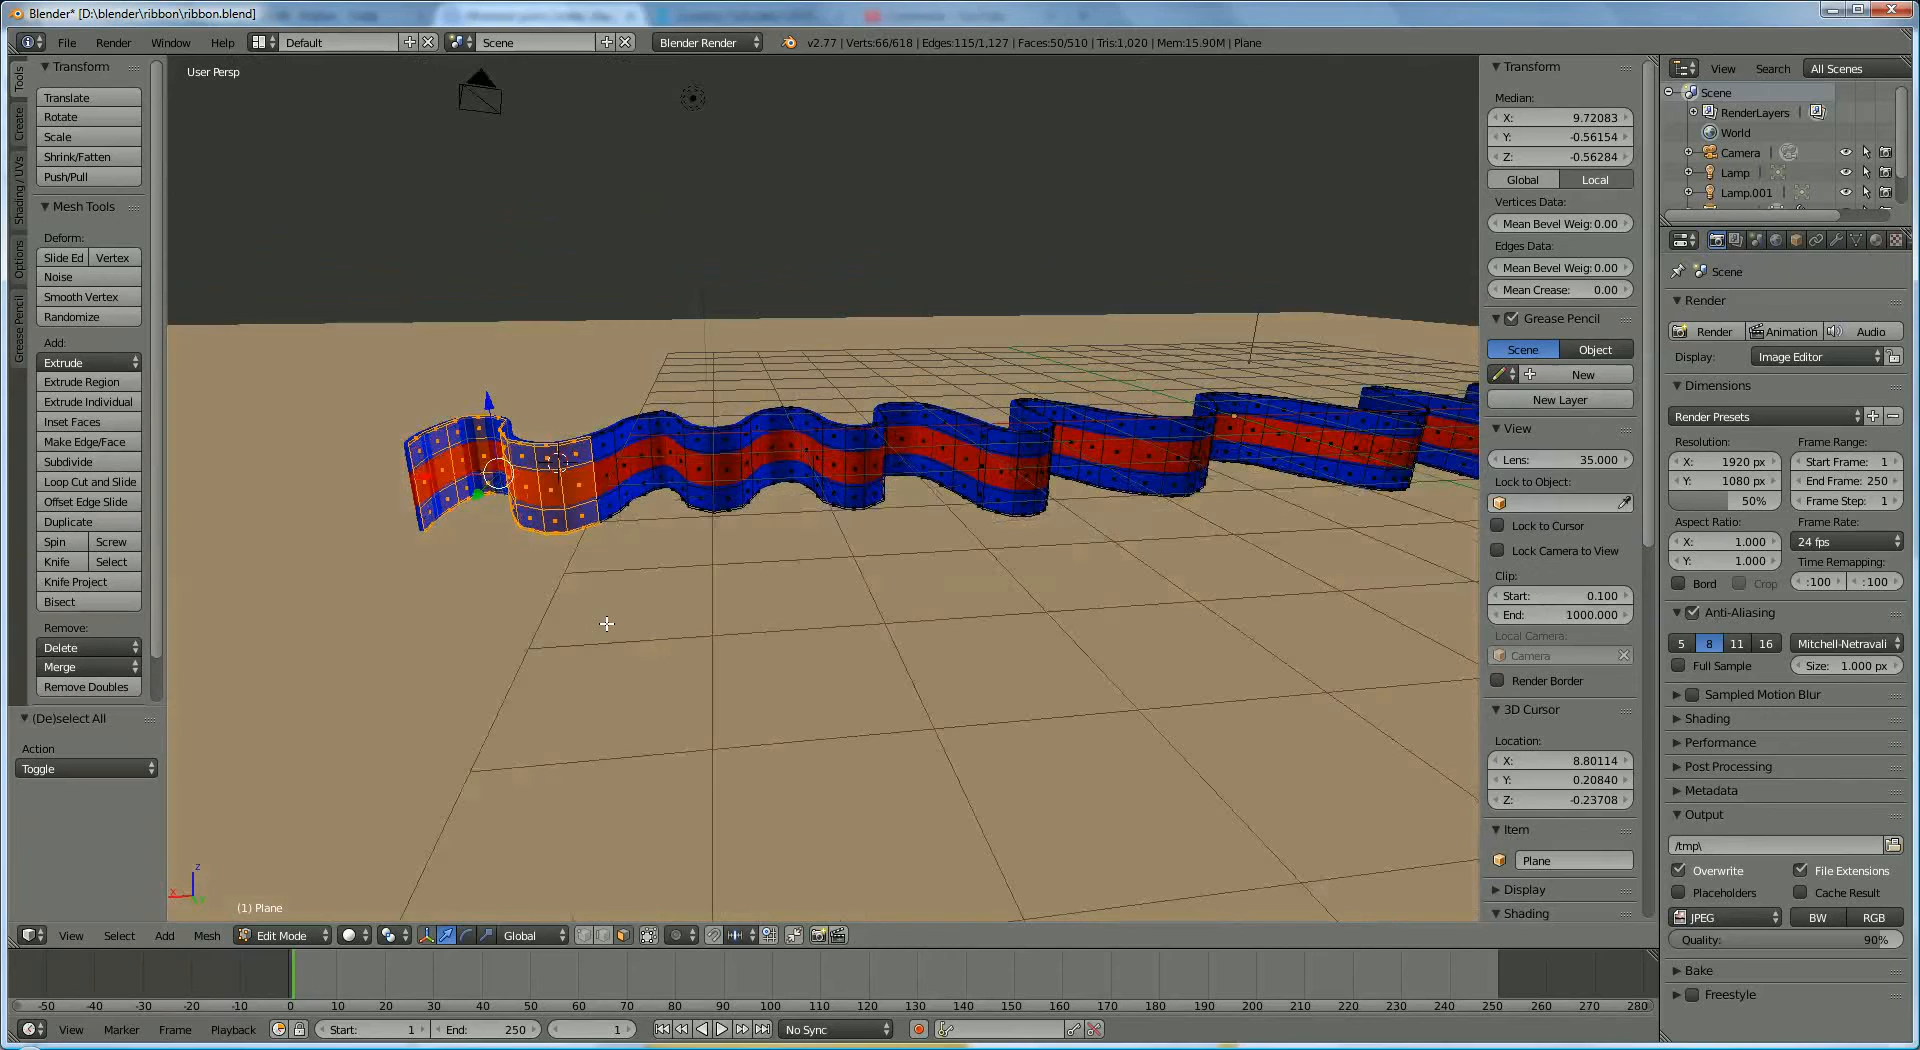 Blender* [D:\blender\ribbon\ribbon.blend]
File Render Window Help Default Scene Blender Render v2.77 | Verts:66/618 | Edges:115/1,127 | Faces:50/510 | Tris:1,020 | Mem:15.90M | Plane
Tools
Create
Shading / UVs
Options
Grease Pencil
Transform
Translate
Rotate
Scale
Shrink/Fatten
Push/Pull
Mesh Tools
Deform:
Slide Ed Vertex
Noise
Smooth Vertex
Randomize
Add:
Extrude
Extrude Region
Extrude Individual
Inset Faces
Make Edge/Face
Subdivide
Loop Cut and Slide
Offset Edge Slide
Duplicate
Spin Screw
Knife Select
Knife Project
Bisect
Remove:
Delete
Merge
Remove Doubles
(De)select All
Action
Toggle
User Persp
z
x
y
(1) Plane
Transform
Median:
X: 9.72083
Y: -0.56154
Z: -0.56284
Global Local
Vertices Data:
Mean Bevel Weig: 0.00
Edges Data:
Mean Bevel Weig: 0.00
Mean Crease: 0.00
Grease Pencil
Scene Object
New
New Layer
View
Lens: 35.000
Lock to Object:
Lock to Cursor
Lock Camera to View
Clip:
Start: 0.100
End: 1000.000
Local Camera:
Camera
Render Border
3D Cursor
Location:
X: 8.80114
Y: 0.20840
Z: -0.23708
Item
Plane
Display
Shading
View Search All Scenes
Scene
RenderLayers
World
Camera
Lamp
Lamp.001
Scene
Render
Render Animation Audio
Display: Image Editor
Dimensions
Render Presets
Resolution: Frame Range:
X: 1920 px Start Frame: 1
Y: 1080 px End Frame: 250
50% Frame Step: 1
Aspect Ratio: Frame Rate:
X: 1.000 24 fps
Y: 1.000 Time Remapping:
Bord Crop :100 :100
Anti-Aliasing
5 8 11 16 Mitchell-Netravali
Full Sample Size: 1.000 px
Sampled Motion Blur
Shading
Performance
Post Processing
Metadata
Output
/tmp\
Overwrite File Extensions
Placeholders Cache Result
JPEG BW RGB
Quality: 90%
Bake
Freestyle
View Select Add Mesh Edit Mode Global
-50 -40 -30 -20 -10 0 10 20 30 40 50 60 70 80 90 100 110 120 130 140 150 160 170 180 190 200 210 220 230 240 250 260 270 280
View Marker Frame Playback Start: 1 End: 250 1 No Sync